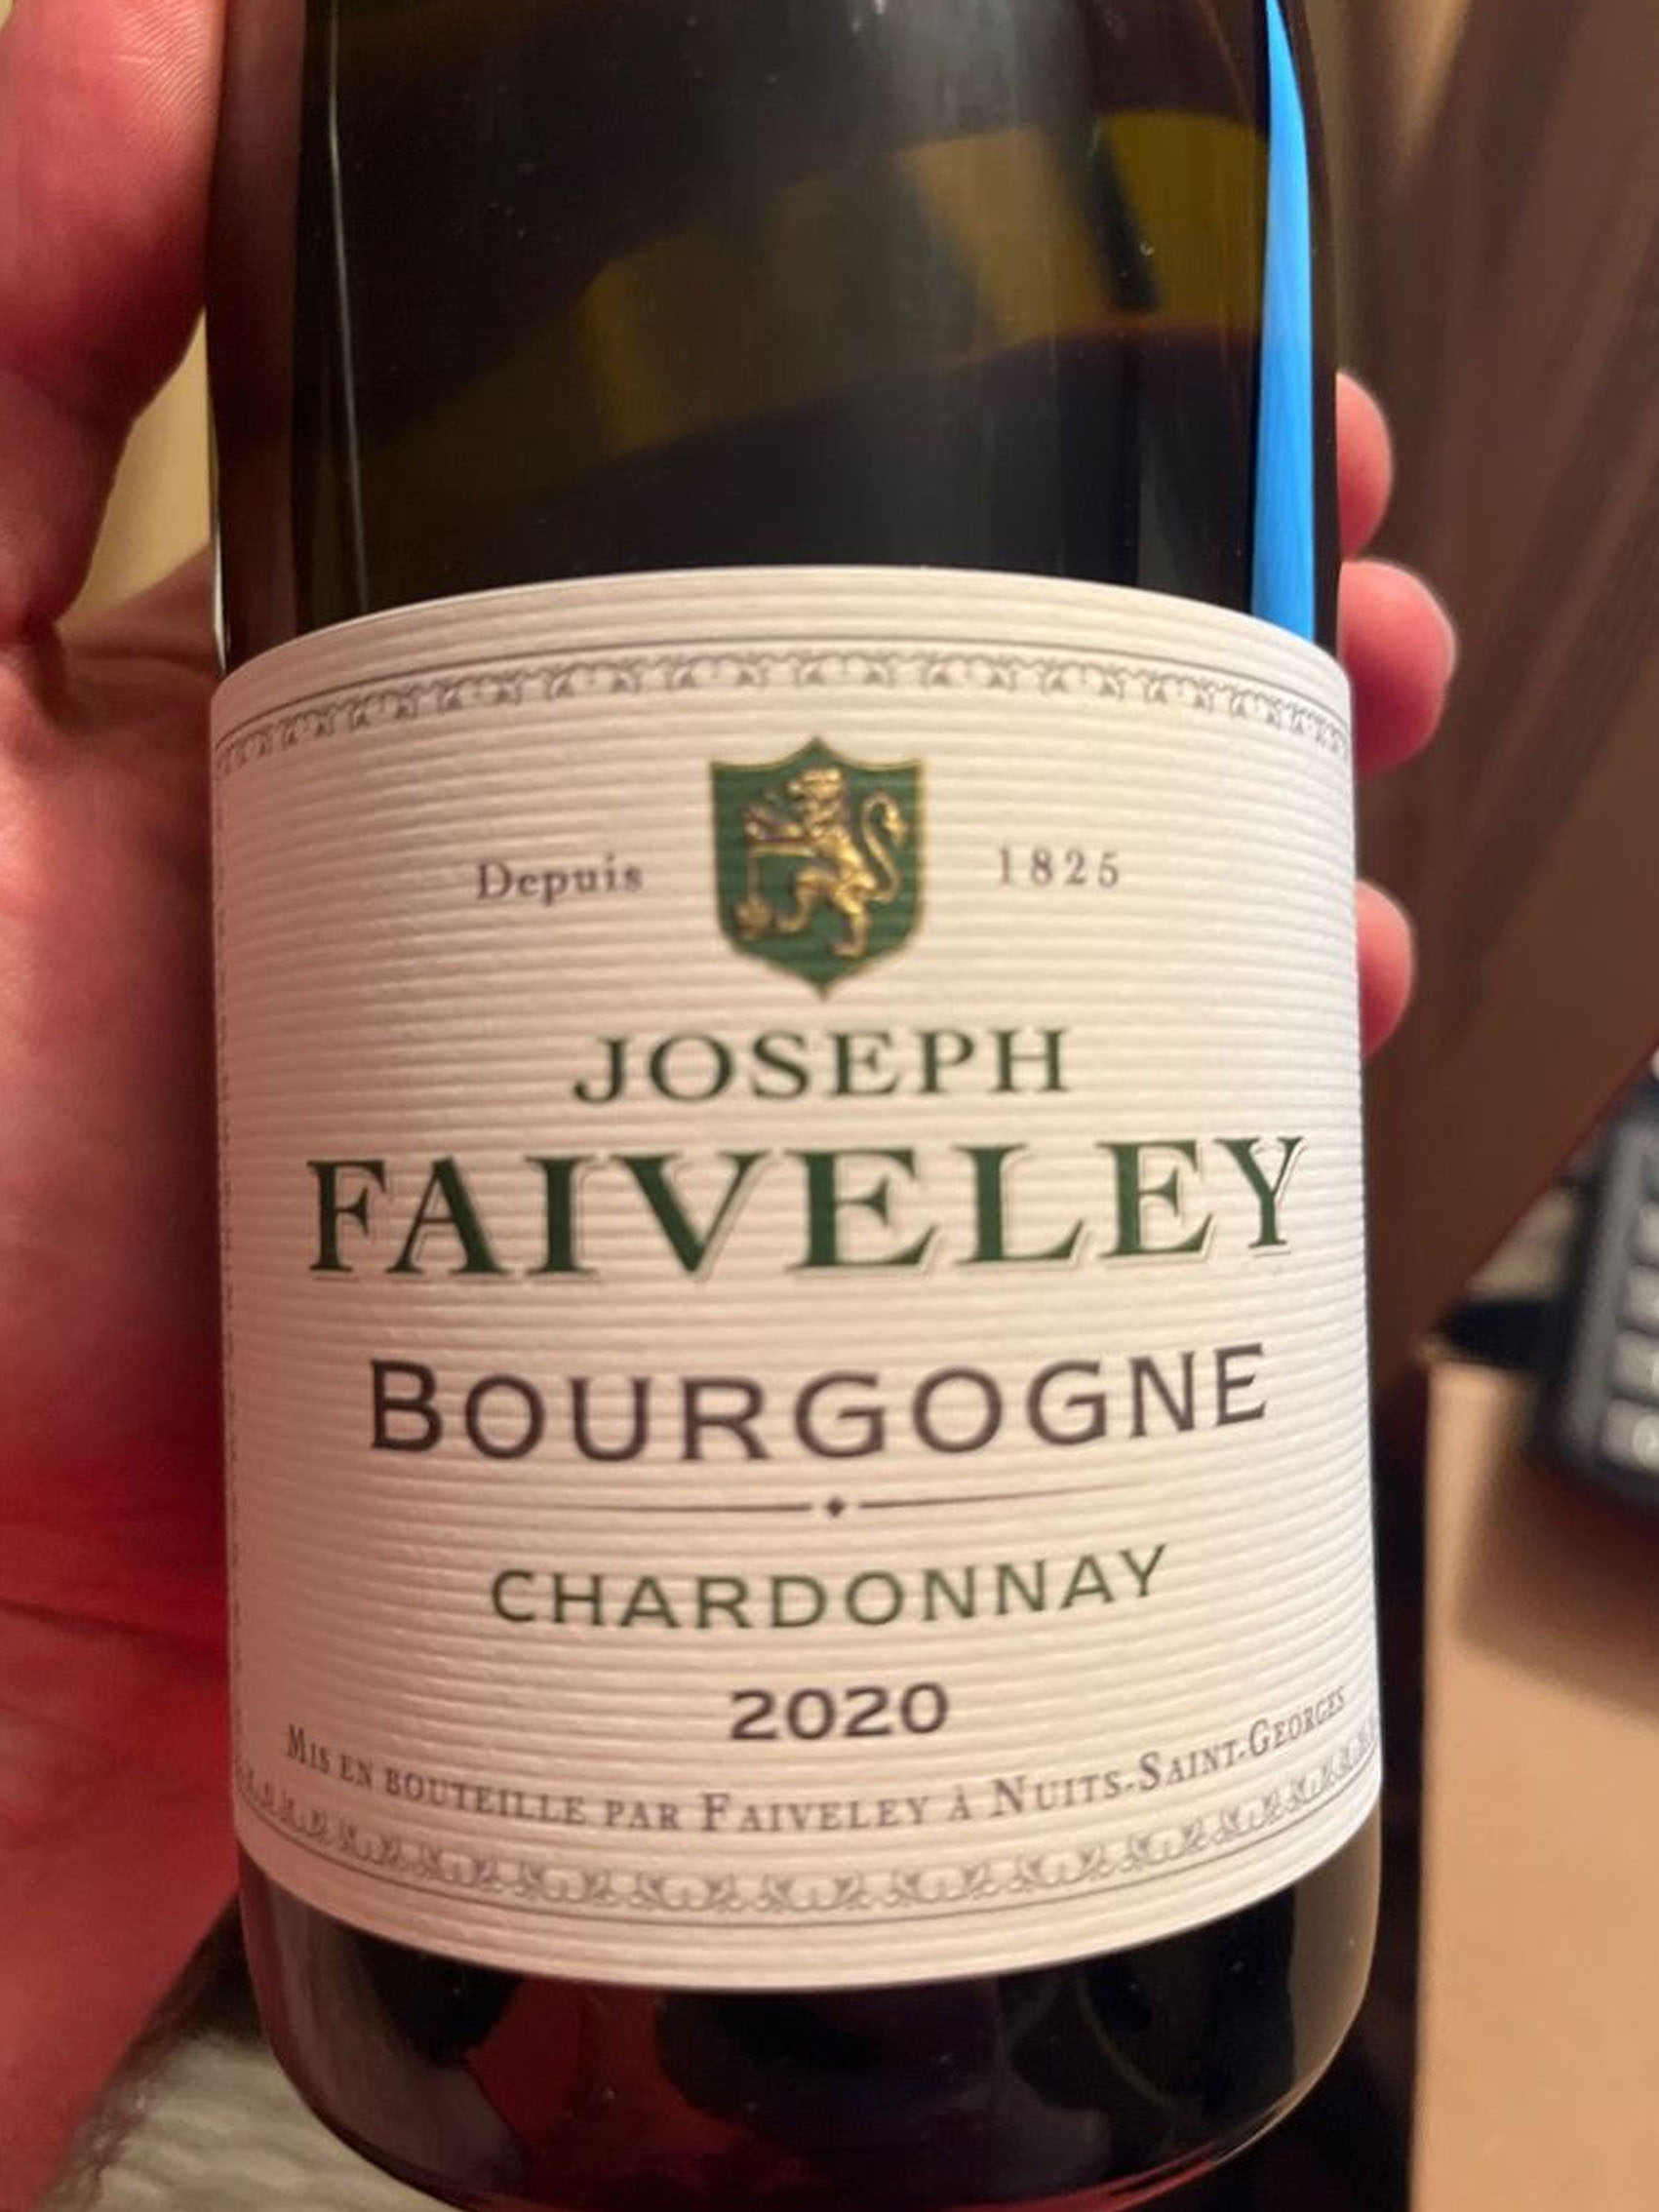 Depuis 1825
JOSEPH
FAIVELEY
BOURGOGNE
CHARDONNAY
2020
MIS EN BOUTEILLE PAR FAIVELEY À NUITS-SAINT-GEORGES